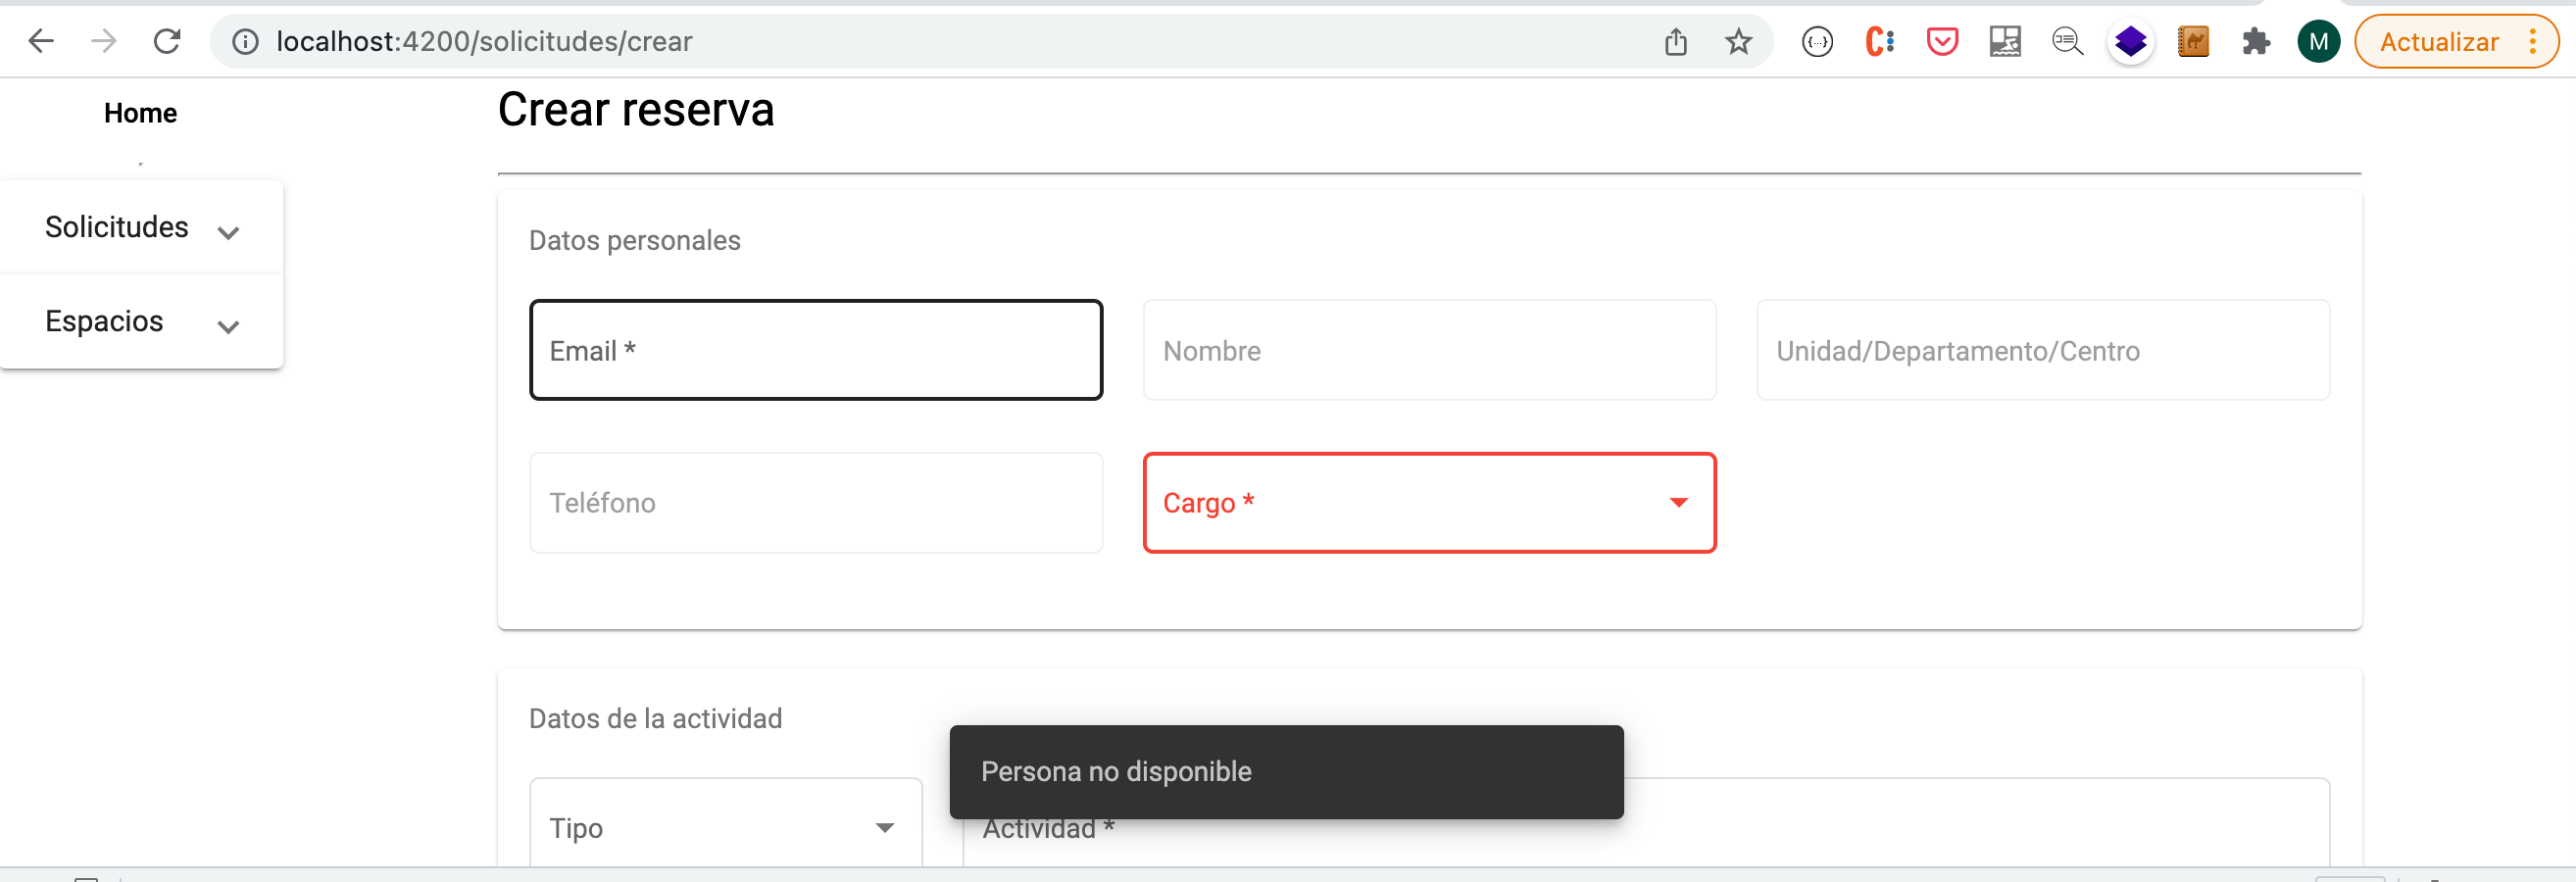 localhost:4200/solicitudes/crear
{...}
C
M
Actualizar
Home
Crear reserva
Solicitudes
Espacios
Datos personales
Email *
Nombre
Unidad/Departamento/Centro
Teléfono
Cargo *
Datos de la actividad
Persona no disponible
Tipo
Actividad *